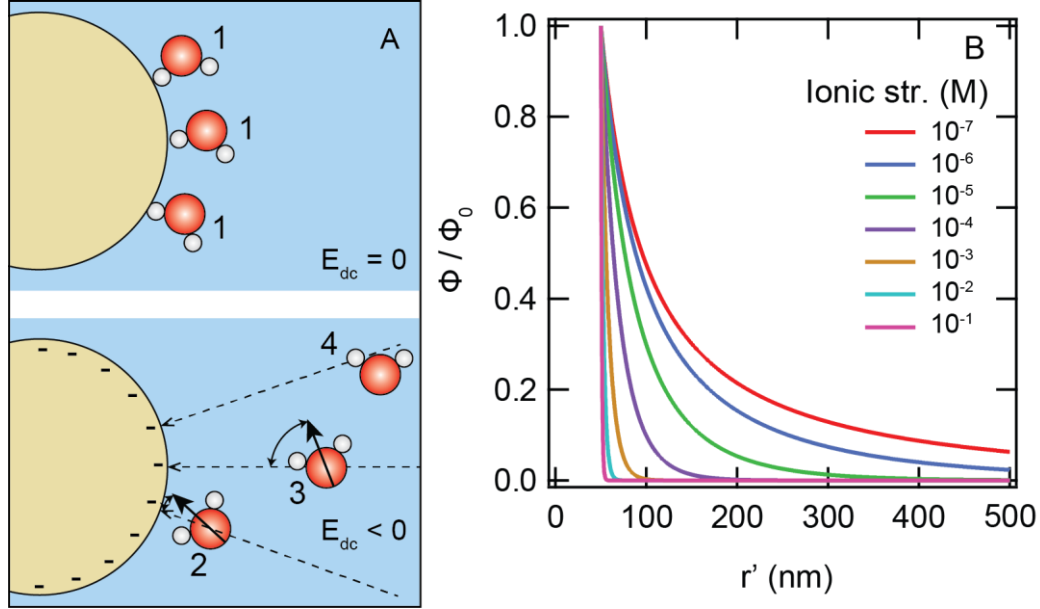 A
1
1
1
E_dc = 0
4
3
2
E_dc < 0
- - - - - - - - - - -
B
Ionic str. (M)
10⁻⁷
10⁻⁶
10⁻⁵
10⁻⁴
10⁻³
10⁻²
10⁻¹
Φ / Φ₀
1.0
0.8
0.6
0.4
0.2
0.0
0 100 200 300 400 500
r' (nm)